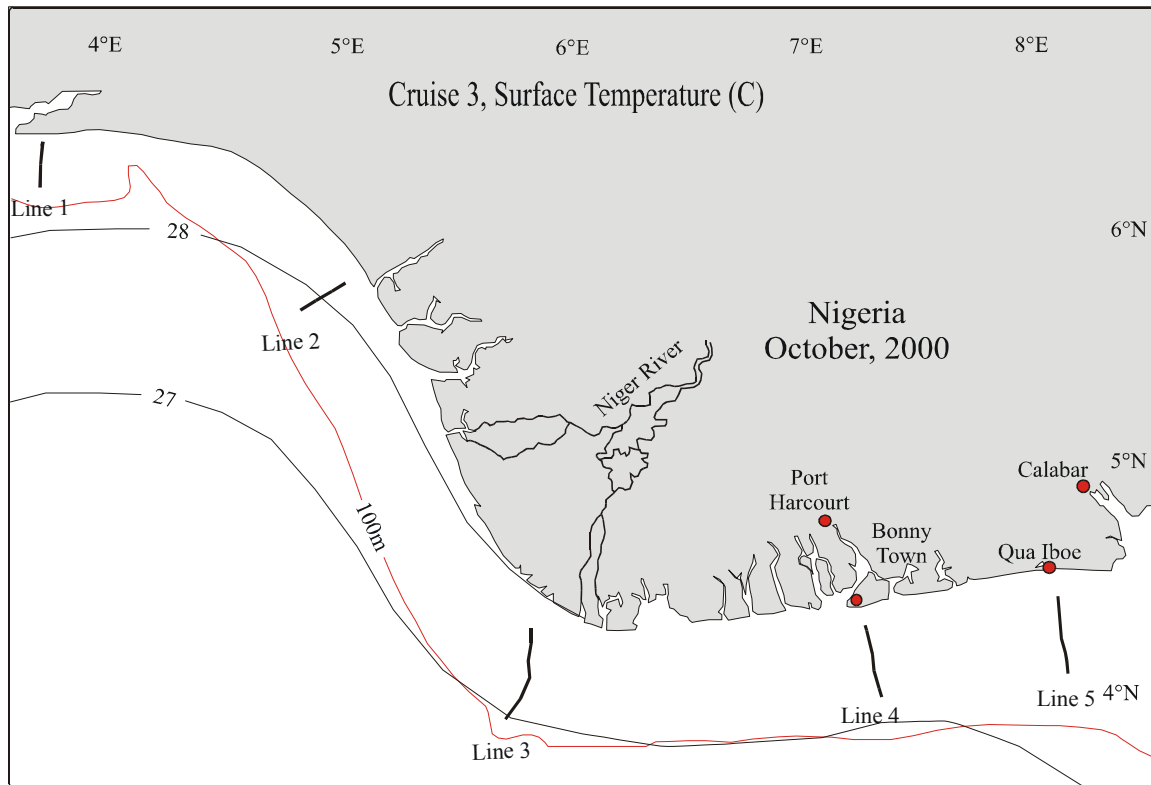 4°E 5°E 6°E 7°E 8°E
Cruise 3, Surface Temperature (C)
Line 1
28
6°N
Nigeria
October, 2000
Line 2
Niger River
27
5°N
Calabar
Port
Harcourt
100m
Bonny
Town
Qua Iboe
Line 5
4°N
Line 4
Line 3